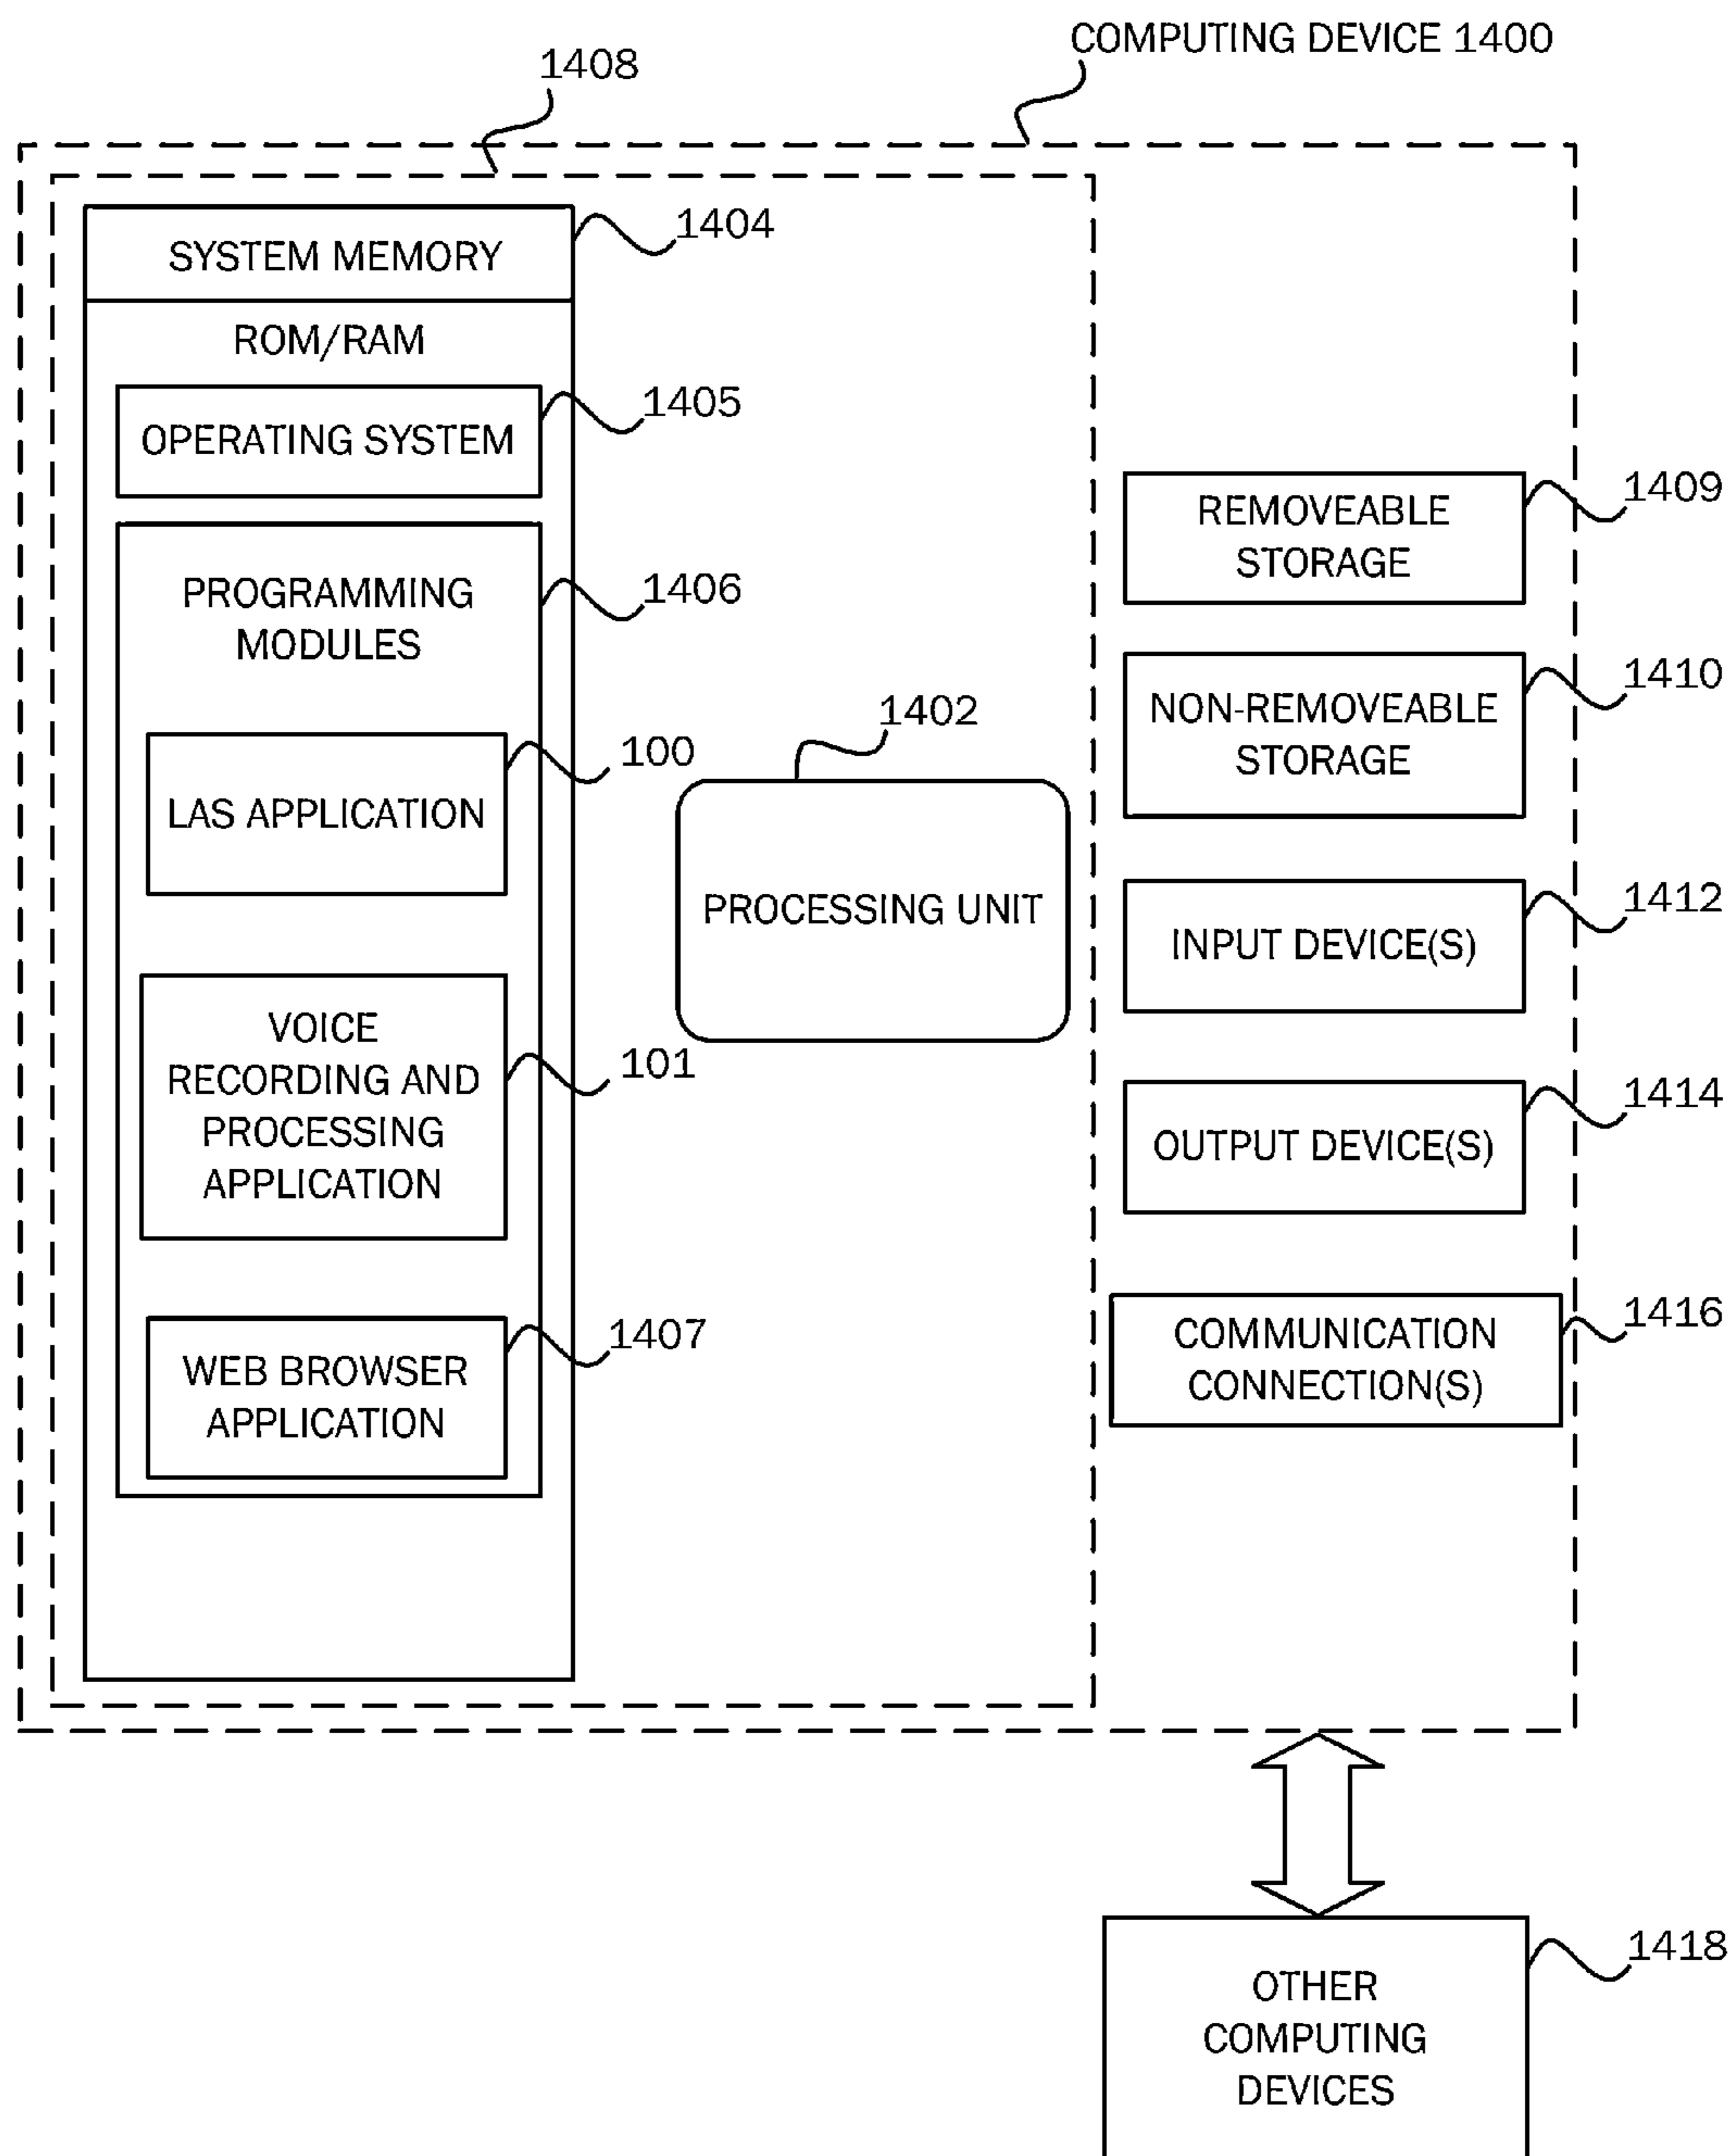 COMPUTING DEVICE 1400
1408
1404
SYSTEM MEMORY
ROM/RAM
1405
OPERATING SYSTEM
1406
PROGRAMMING
MODULES
100
LAS APPLICATION
VOICE
RECORDING AND
PROCESSING
APPLICATION
101
1407
WEB BROWSER
APPLICATION
1402
PROCESSING UNIT
1409
REMOVEABLE
STORAGE
1410
NON-REMOVEABLE
STORAGE
1412
INPUT DEVICE(S)
1414
OUTPUT DEVICE(S)
1416
COMMUNICATION
CONNECTION(S)
1418
OTHER
COMPUTING
DEVICES